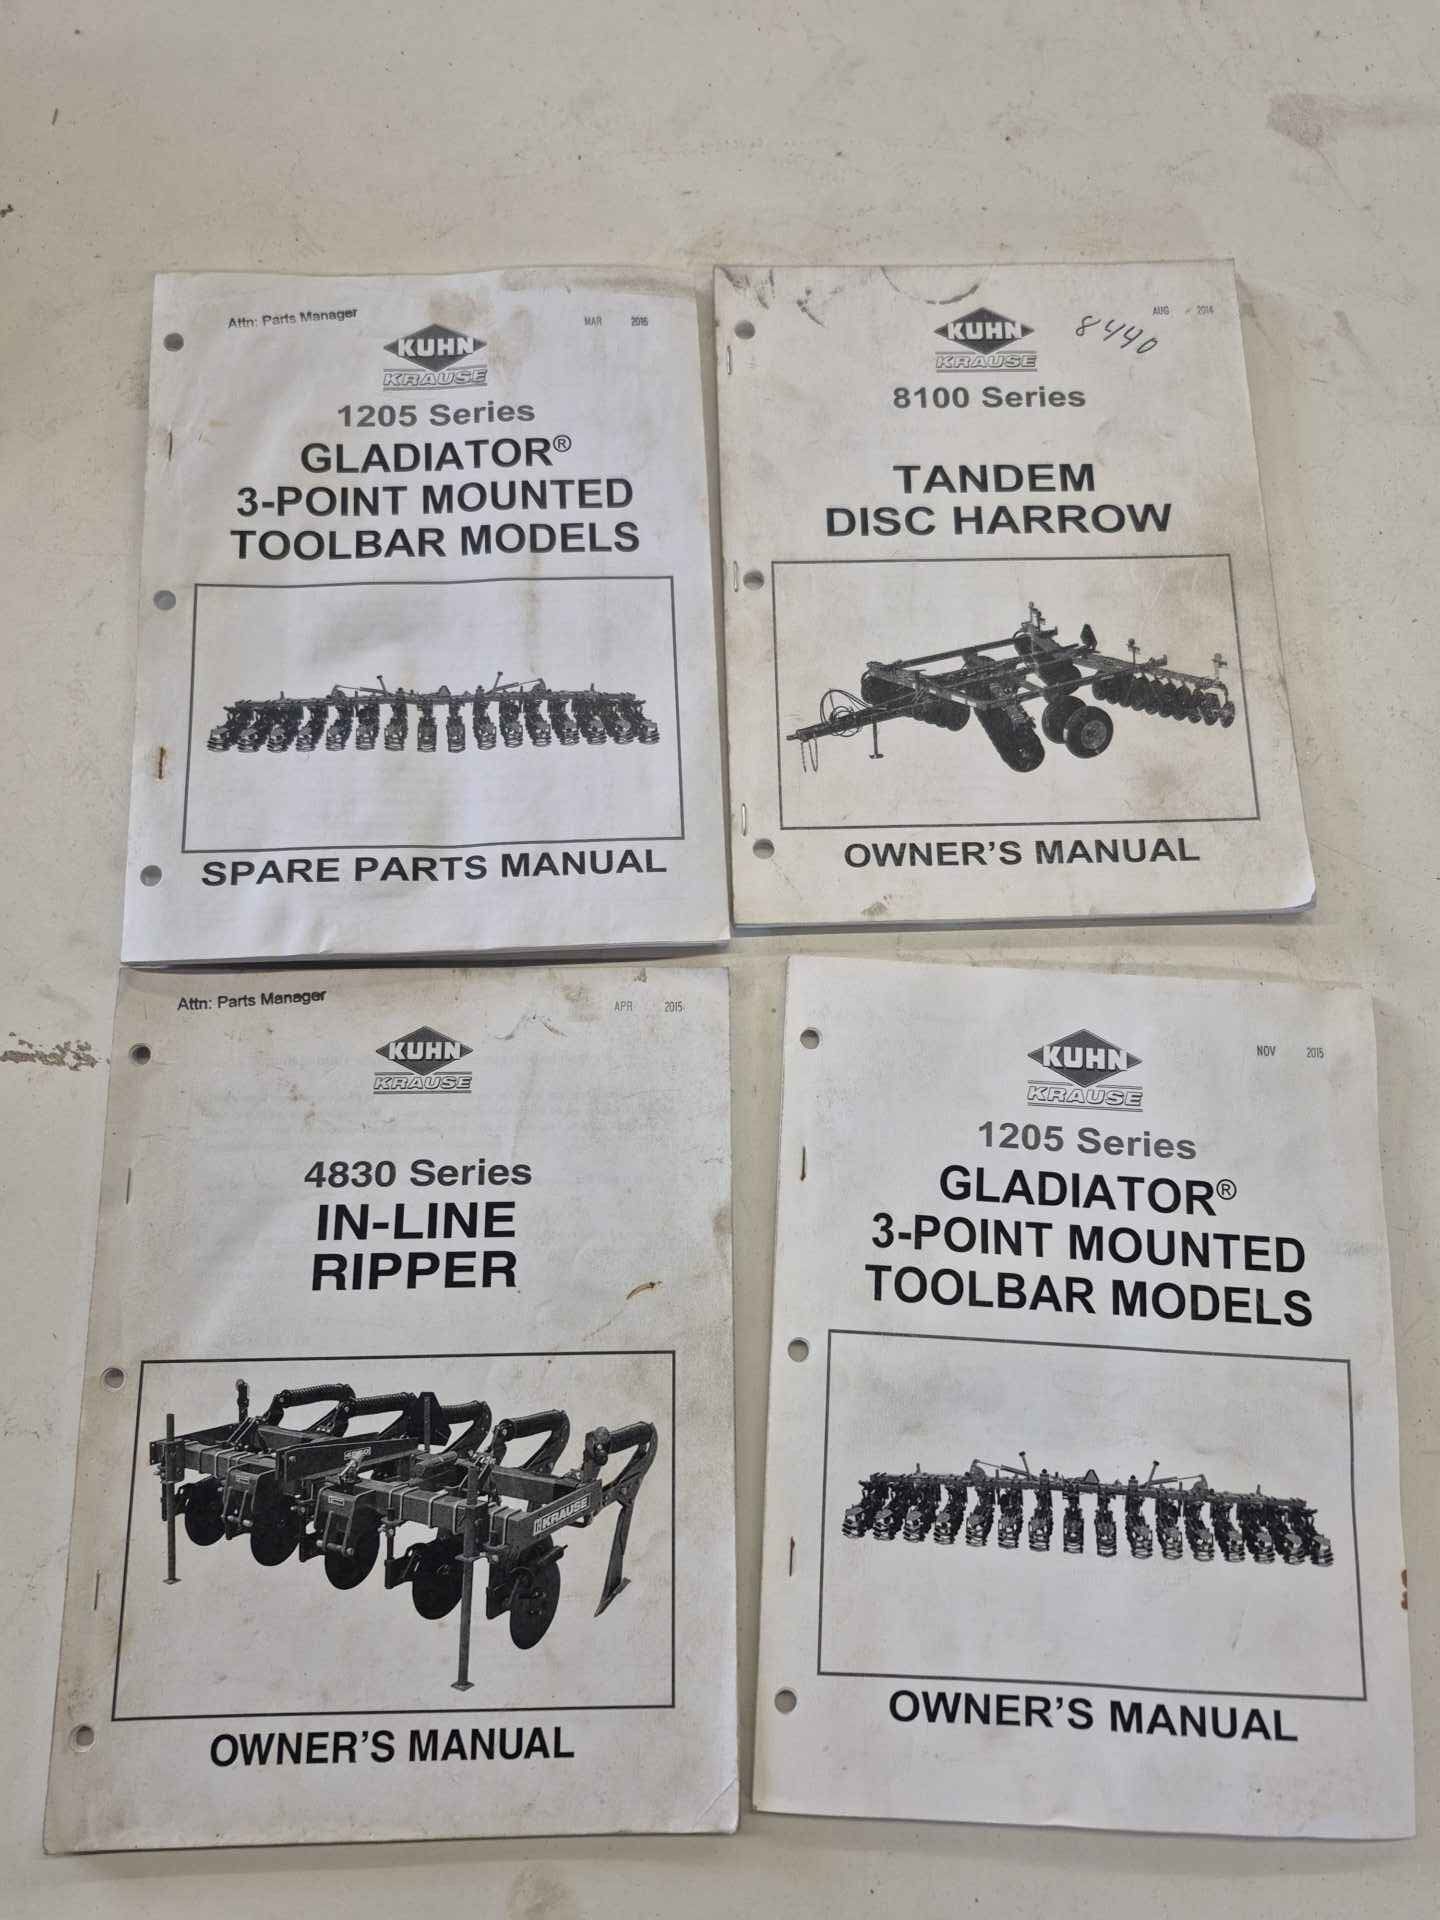 Attn: Parts Manager
MAR 2016
KUHN
KRAUSE
1205 Series
GLADIATOR®
3-POINT MOUNTED
TOOLBAR MODELS
SPARE PARTS MANUAL
AUG 2014
KUHN
KRAUSE
8440
8100 Series
TANDEM
DISC HARROW
OWNER'S MANUAL
Attn: Parts Manager
APR 2015
KUHN
KRAUSE
4830 Series
IN-LINE
RIPPER
KRAUSE
OWNER'S MANUAL
NOV 2015
KUHN
KRAUSE
1205 Series
GLADIATOR®
3-POINT MOUNTED
TOOLBAR MODELS
OWNER'S MANUAL